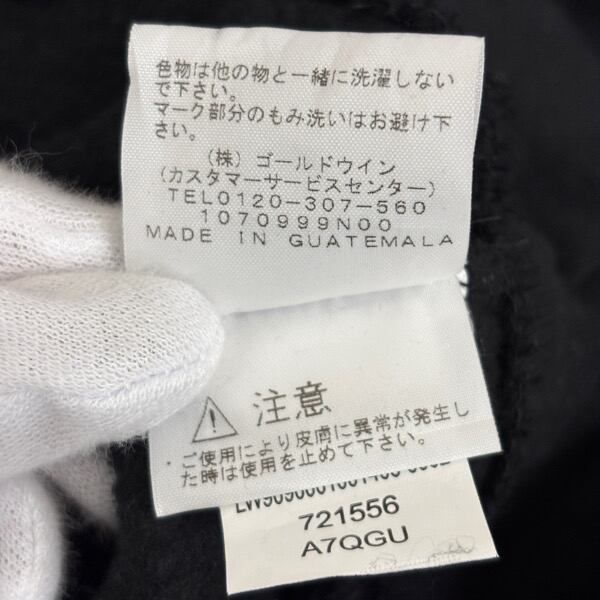 色物は他の物と一緒に洗濯しない
で下さい。
マーク部分のもみ洗いはお避け下
さい。
(株) ゴールドウイン
(カスタマーサービスセンター)
TEL0120-307-560
1070999N00
MADE IN GUATEMALA
注意
・ご使用により皮膚に異常が発生し
た時は使用を止めて下さい。
721556
A7QGU